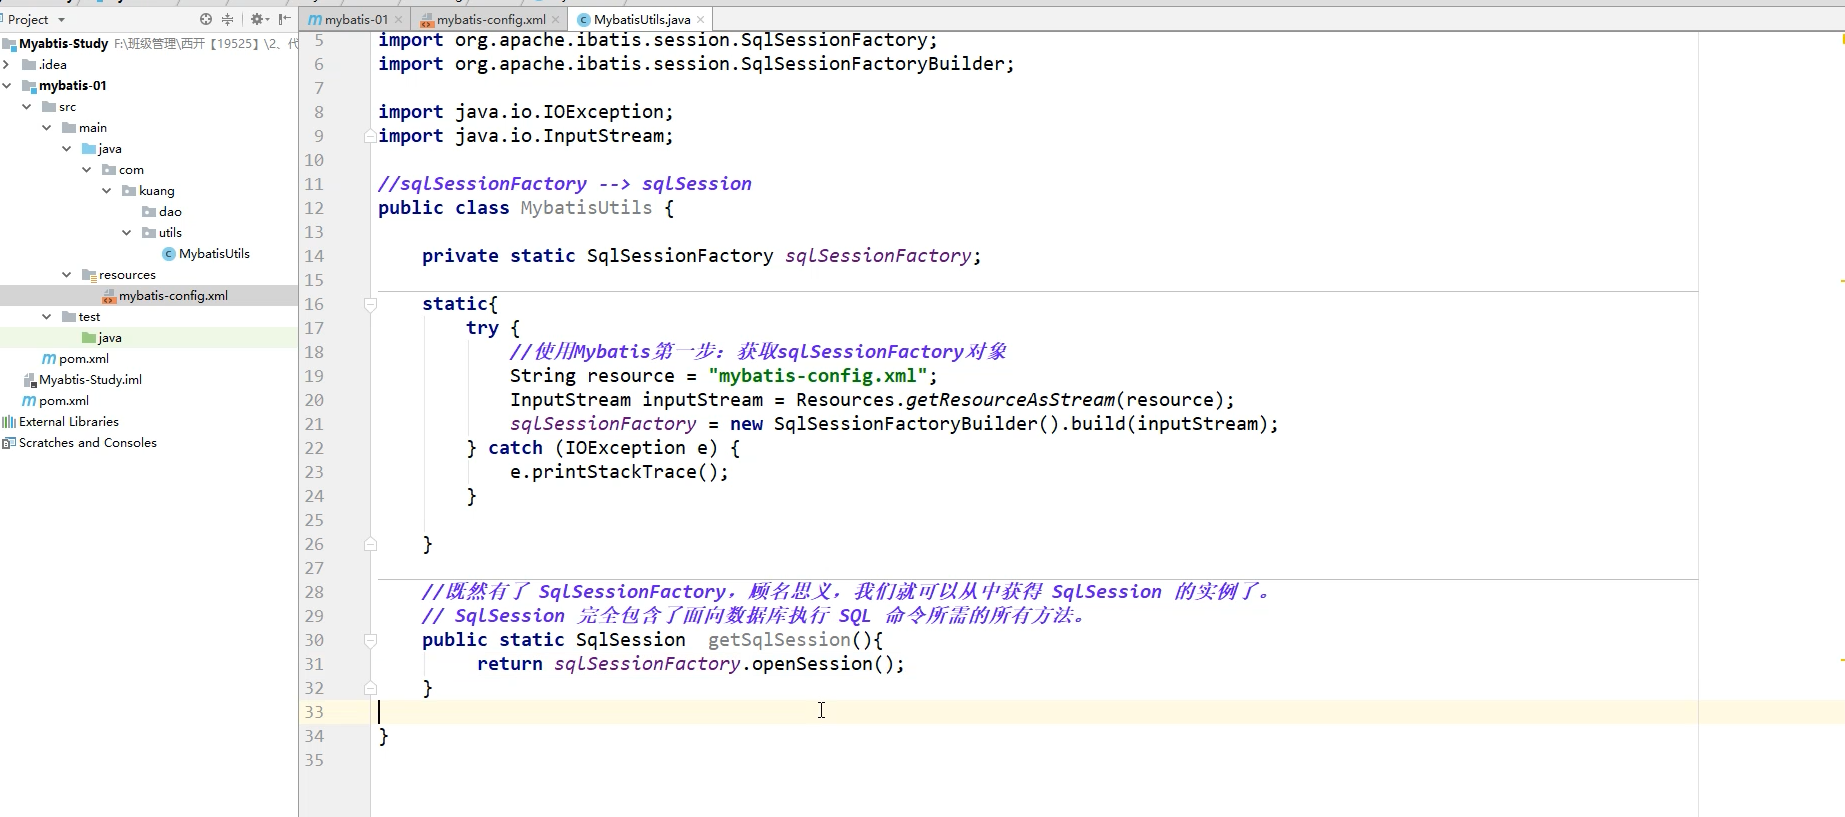 Project
mybatis-01
mybatis-config.xml
MybatisUtils.java
Myabtis-Study F:\班级管理\西开【19525】\2、代
.idea
mybatis-01
src
main
java
com
kuang
dao
utils
MybatisUtils
resources
mybatis-config.xml
test
java
pom.xml
Myabtis-Study.iml
pom.xml
External Libraries
Scratches and Consoles
5 import org.apache.ibatis.session.SqlSessionFactory;
6 import org.apache.ibatis.session.SqlSessionFactoryBuilder;
7
8 import java.io.IOException;
9 import java.io.InputStream;
10
11 //sqlSessionFactory --> sqlSession
12 public class MybatisUtils {
13
14 private static SqlSessionFactory sqlSessionFactory;
15
16 static{
17 try {
18 //使用Mybatis第一步：获取sqlSessionFactory对象
19 String resource = "mybatis-config.xml";
20 InputStream inputStream = Resources.getResourceAsStream(resource);
21 sqlSessionFactory = new SqlSessionFactoryBuilder().build(inputStream);
22 } catch (IOException e) {
23 e.printStackTrace();
24 }
25
26 }
27
28 //既然有了 SqlSessionFactory，顾名思义，我们就可以从中获得 SqlSession 的实例了。
29 // SqlSession 完全包含了面向数据库执行 SQL 命令所需的所有方法。
30 public static SqlSession getSqlSession(){
31 return sqlSessionFactory.openSession();
32 }
33
34 }
35